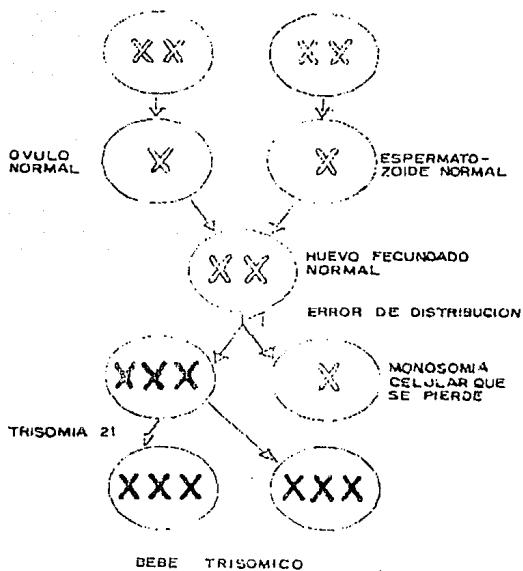 OVULO
NORMAL
ESPERMATO-
ZOIDE NORMAL
HUEVO FECUNDADO
NORMAL
ERROR DE DISTRIBUCION
MONOSOMIA
CELULAR QUE
SE PIERDE
TRISOMIA 21
BEBE TRISOMICO